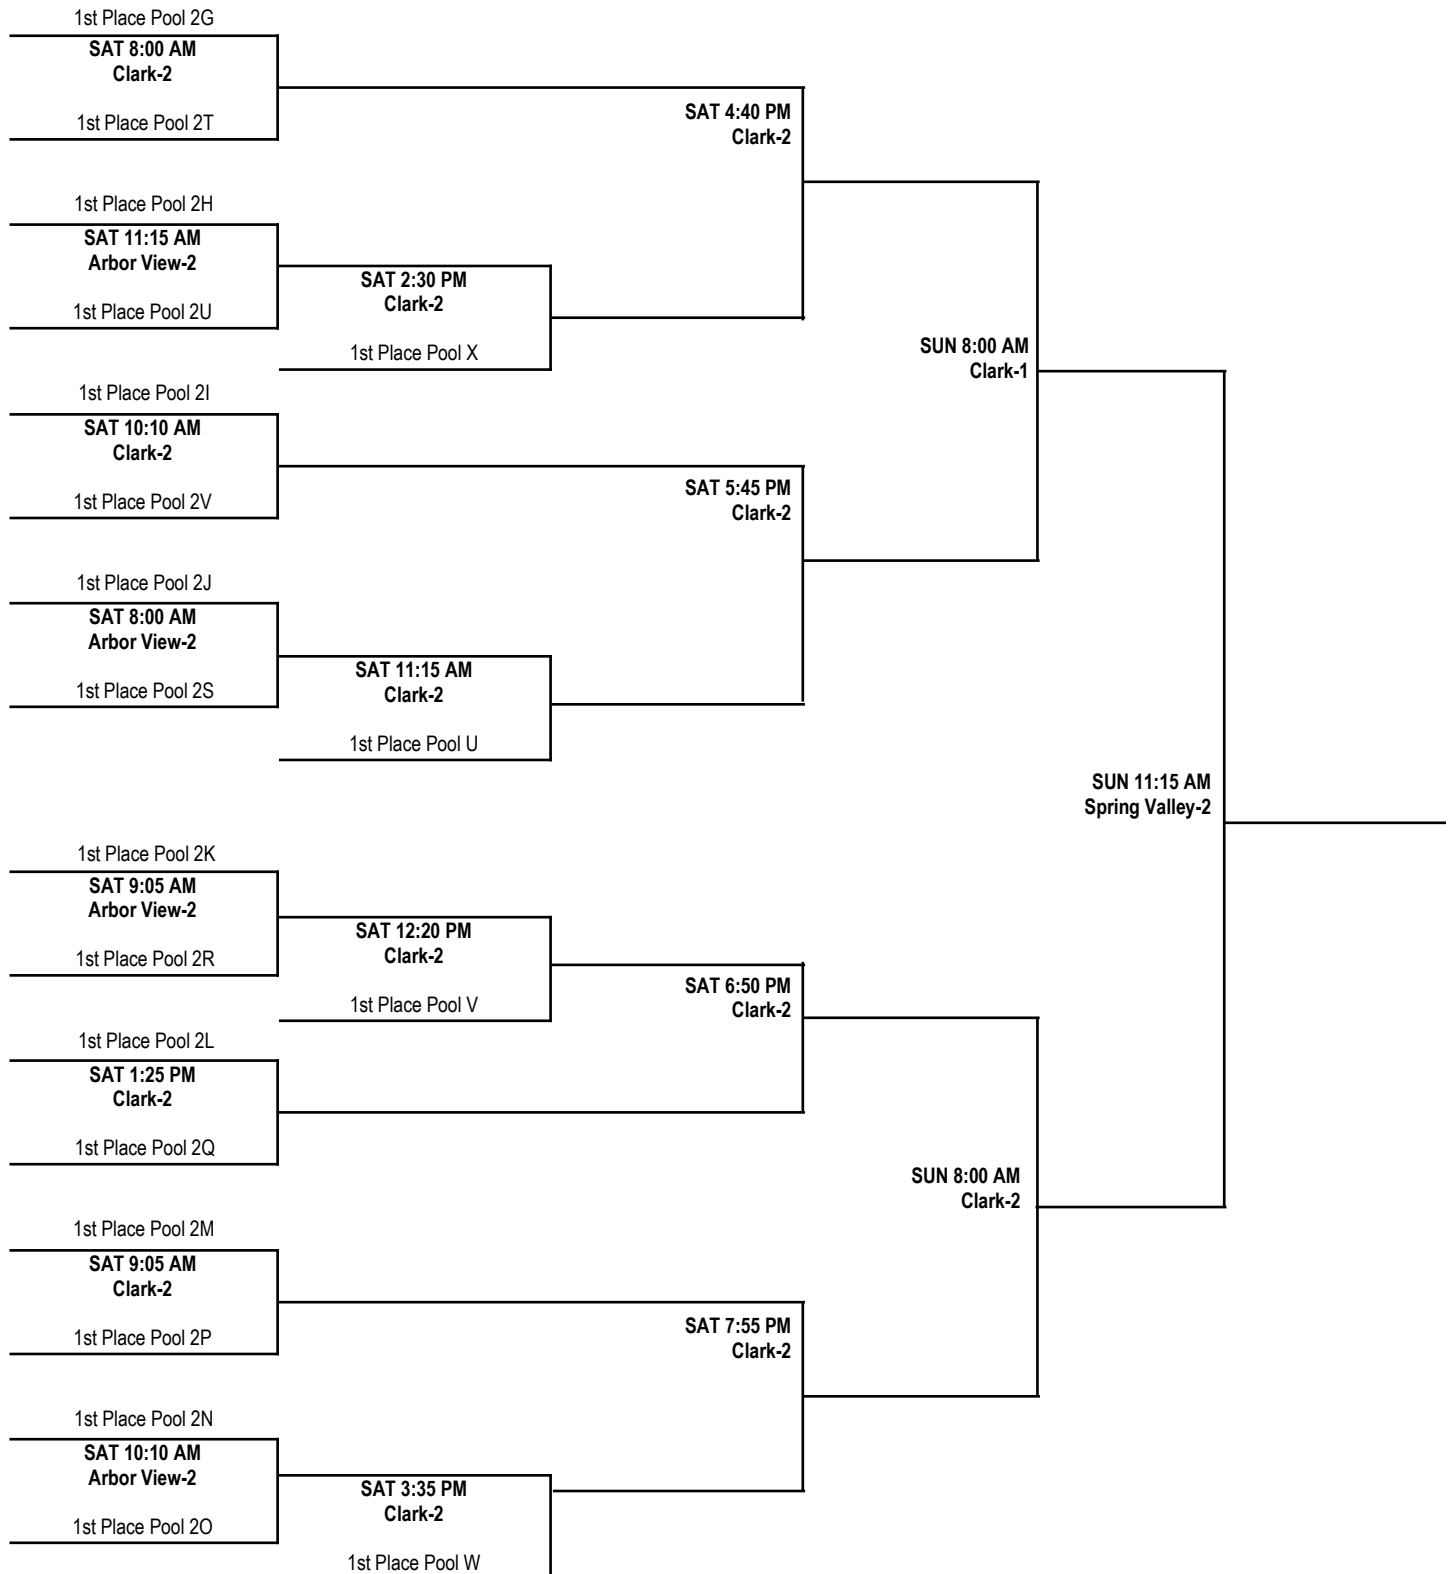 1st Place Pool 2G
SAT 8:00 AM
Clark-2
1st Place Pool 2T
SAT 4:40 PM
Clark-2
1st Place Pool 2H
SAT 11:15 AM
Arbor View-2
1st Place Pool 2U
SAT 2:30 PM
Clark-2
1st Place Pool X
SUN 8:00 AM
Clark-1
1st Place Pool 2I
SAT 10:10 AM
Clark-2
1st Place Pool 2V
SAT 5:45 PM
Clark-2
1st Place Pool 2J
SAT 8:00 AM
Arbor View-2
1st Place Pool 2S
SAT 11:15 AM
Clark-2
1st Place Pool U
SUN 11:15 AM
Spring Valley-2
1st Place Pool 2K
SAT 9:05 AM
Arbor View-2
1st Place Pool 2R
SAT 12:20 PM
Clark-2
1st Place Pool V
SAT 6:50 PM
Clark-2
1st Place Pool 2L
SAT 1:25 PM
Clark-2
1st Place Pool 2Q
SUN 8:00 AM
Clark-2
1st Place Pool 2M
SAT 9:05 AM
Clark-2
1st Place Pool 2P
SAT 7:55 PM
Clark-2
1st Place Pool 2N
SAT 10:10 AM
Arbor View-2
1st Place Pool 2O
SAT 3:35 PM
Clark-2
1st Place Pool W